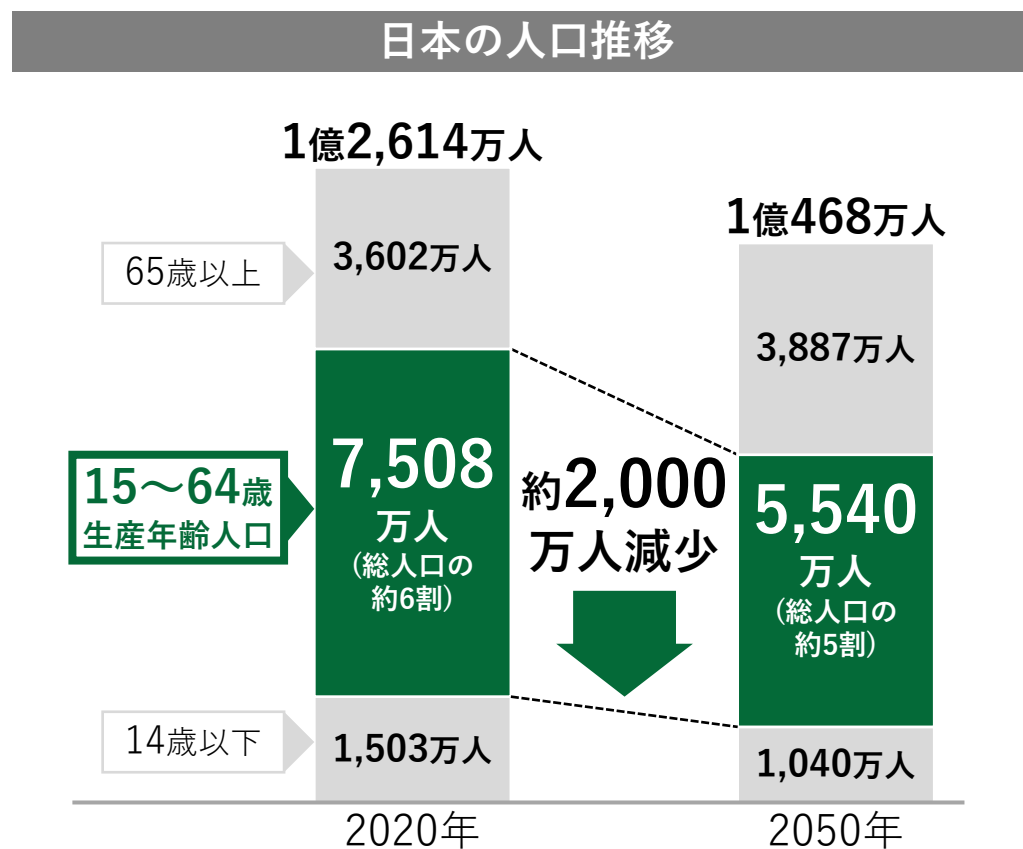 日本の人口推移
1億2,614万人
1億468万人
65歳以上
3,602万人
3,887万人
15～64歳
生産年齢人口
7,508
万人
(総人口の
約6割)
約2,000
万人減少
5,540
万人
(総人口の
約5割)
14歳以下
1,503万人
1,040万人
2020年
2050年